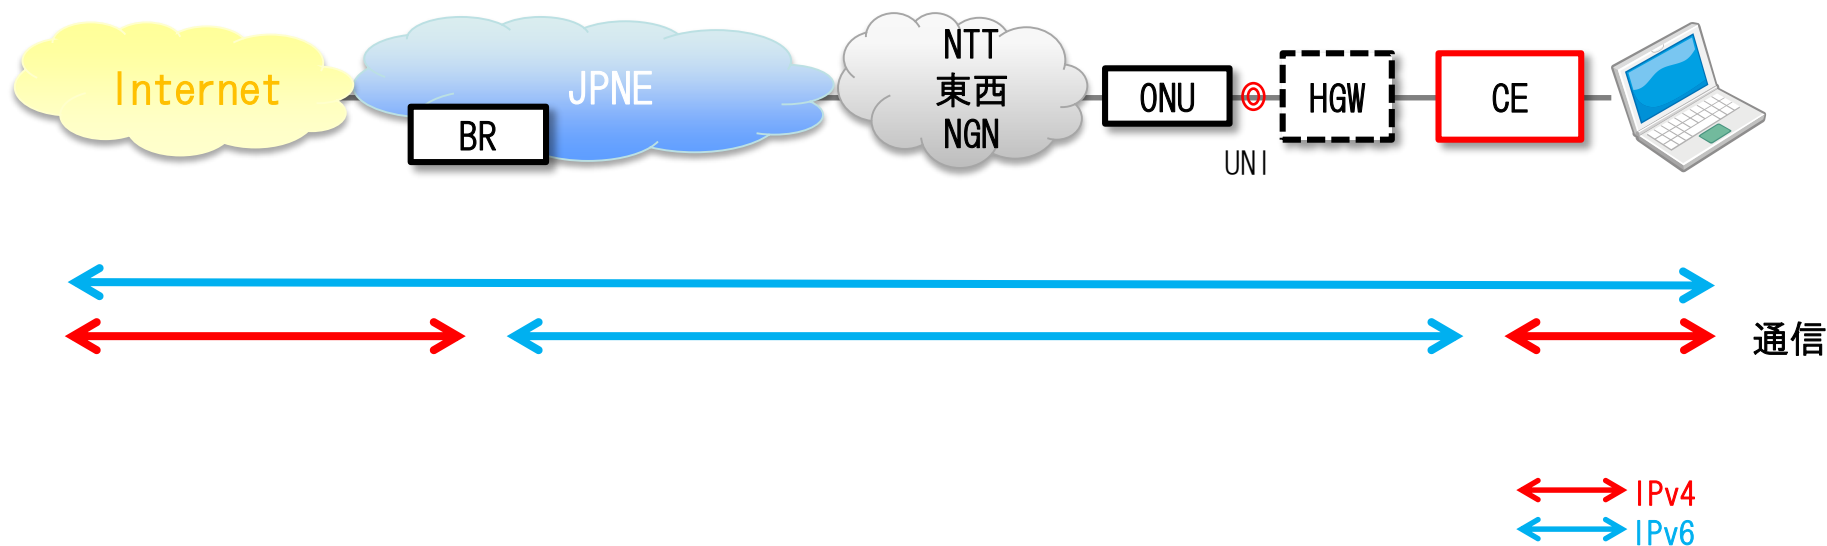 Internet
JPNE
BR
NTT
東西
NGN
ONU
UNI
HGW
CE
通信
IPv4
IPv6